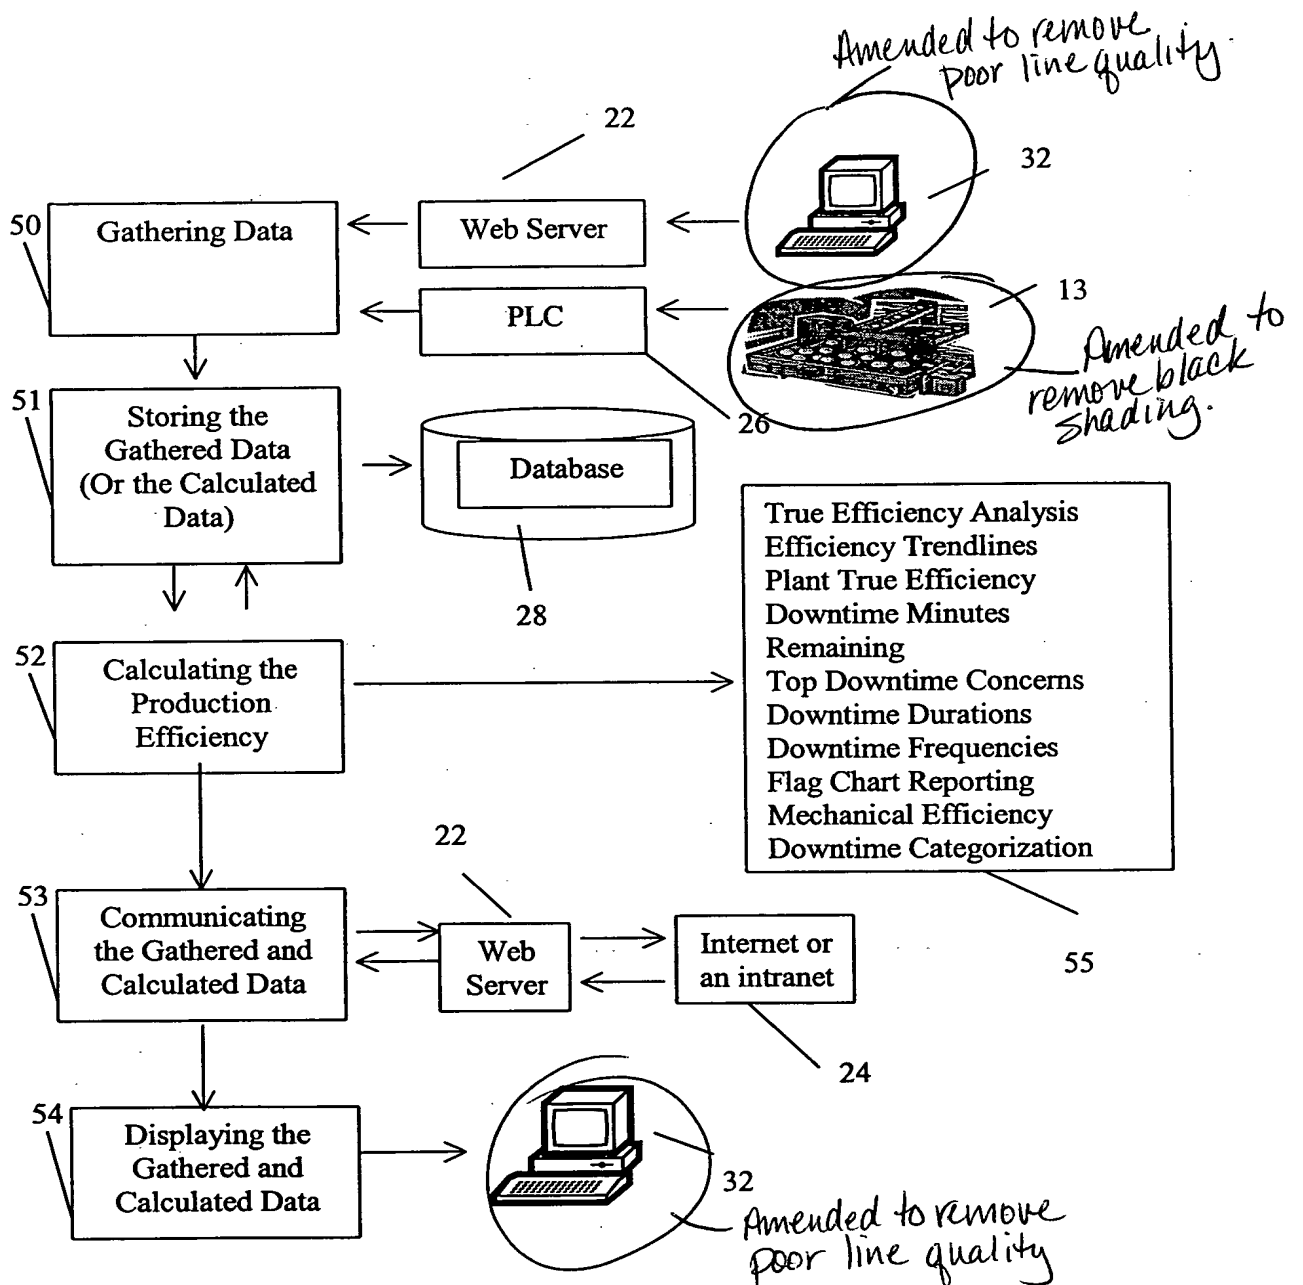 Amended to remove
poor line quality.
22
32
50
Gathering Data
Web Server
13
PLC
Amended to
remove black
shading.
51
Storing the
Gathered Data
(Or the Calculated
Data)
26
Database
28
True Efficiency Analysis
Efficiency Trendlines
Plant True Efficiency
Downtime Minutes
Remaining
Top Downtime Concerns
Downtime Durations
Downtime Frequencies
Flag Chart Reporting
Mechanical Efficiency
Downtime Categorization
55
52
Calculating the
Production
Efficiency
22
53
Communicating
the Gathered and
Calculated Data
Web
Server
Internet or
an intranet
24
54
Displaying the
Gathered and
Calculated Data
32
Amended to remove
poor line quality